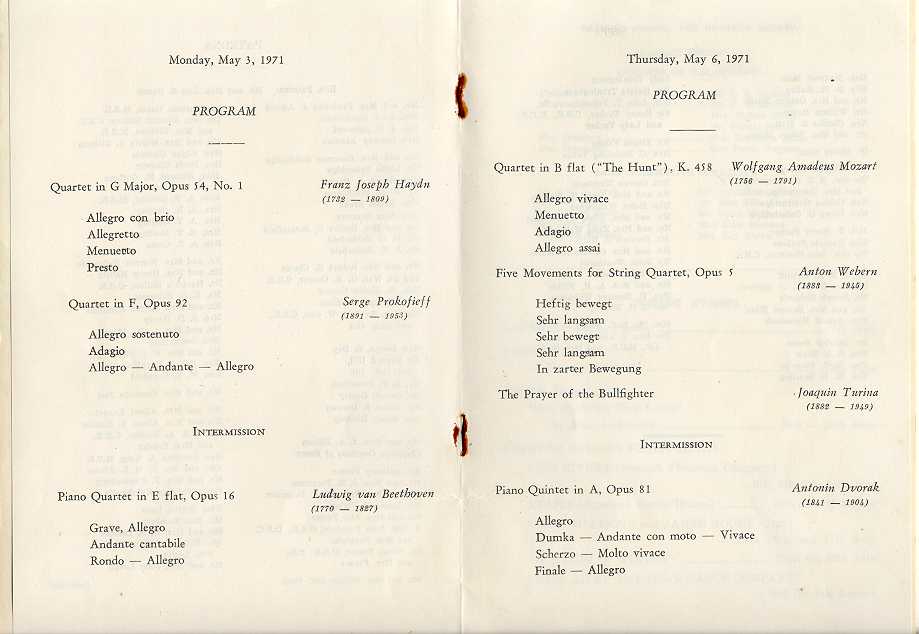 Monday, May 3, 1971
PROGRAM
Quartet in G Major, Opus 54, No. 1 Franz Joseph Haydn
(1732 — 1809)
Allegro con brio
Allegretto
Menuetto
Presto
Quartet in F, Opus 92 Serge Prokofieff
(1891 — 1953)
Allegro sostenuto
Adagio
Allegro — Andante — Allegro
INTERMISSION
Piano Quartet in E flat, Opus 16 Ludwig van Beethoven
(1770 — 1827)
Grave, Allegro
Andante cantabile
Rondo — Allegro
Thursday, May 6, 1971
PROGRAM
Quartet in B flat ("The Hunt"), K. 458 Wolfgang Amadeus Mozart
(1756 — 1791)
Allegro vivace
Menuetto
Adagio
Allegro assai
Five Movements for String Quartet, Opus 5 Anton Webern
(1883 — 1945)
Heftig bewegt
Sehr langsam
Sehr bewegt
Sehr langsam
In zarter Bewegung
The Prayer of the Bullfighter Joaquin Turina
(1882 — 1949)
INTERMISSION
Piano Quintet in A, Opus 81 Antonin Dvorak
(1841 — 1904)
Allegro
Dumka — Andante con moto — Vivace
Scherzo — Molto vivace
Finale — Allegro